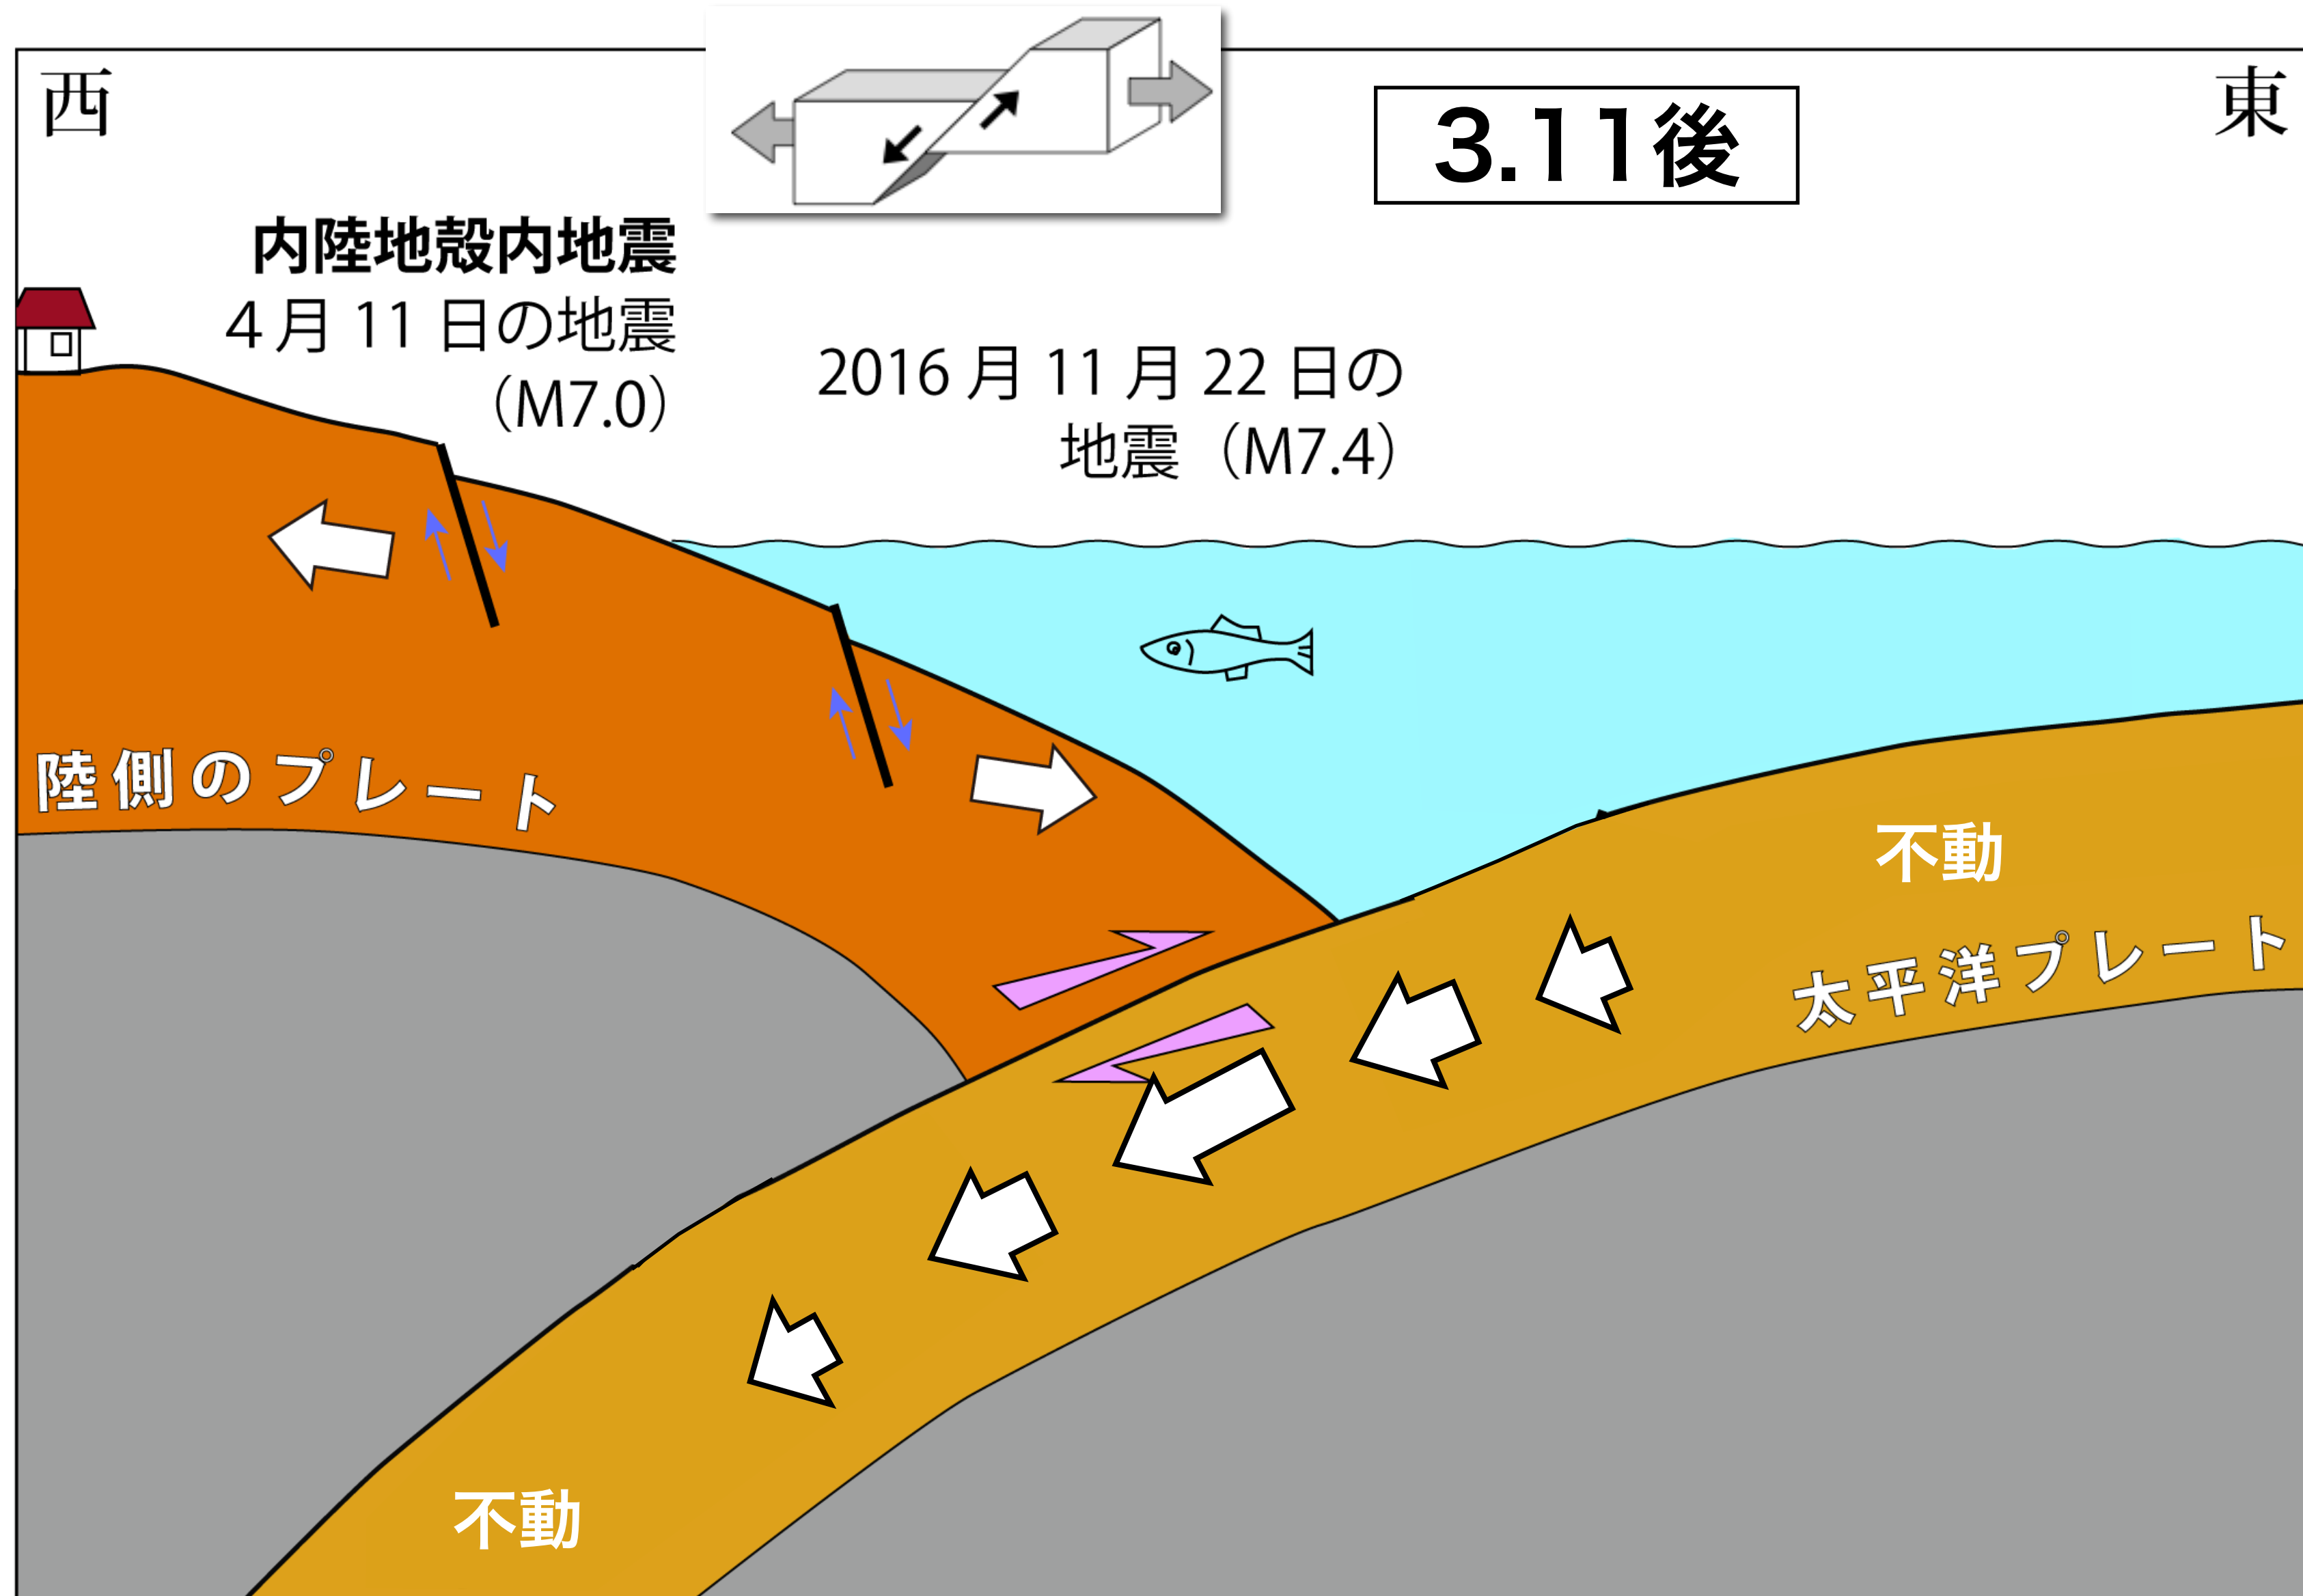 西
東
3.11後
内陸地殻内地震
4月11日の地震
（M7.0）
2016月11月22日の
地震（M7.4）
陸側のプレート
不動
太平洋プレート
不動